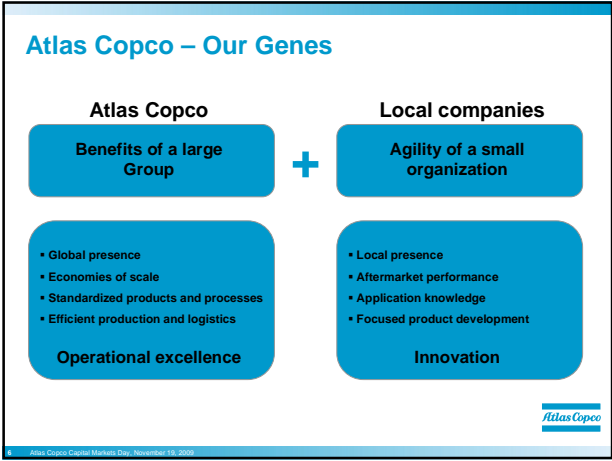 Atlas Copco – Our Genes
Atlas Copco
Benefits of a large
Group
▪ Global presence
▪ Economies of scale
▪ Standardized products and processes
▪ Efficient production and logistics
Operational excellence
+
Local companies
Agility of a small
organization
▪ Local presence
▪ Aftermarket performance
▪ Application knowledge
▪ Focused product development
Innovation
Atlas Copco
6 Atlas Copco Capital Markets Day, November 19, 2009